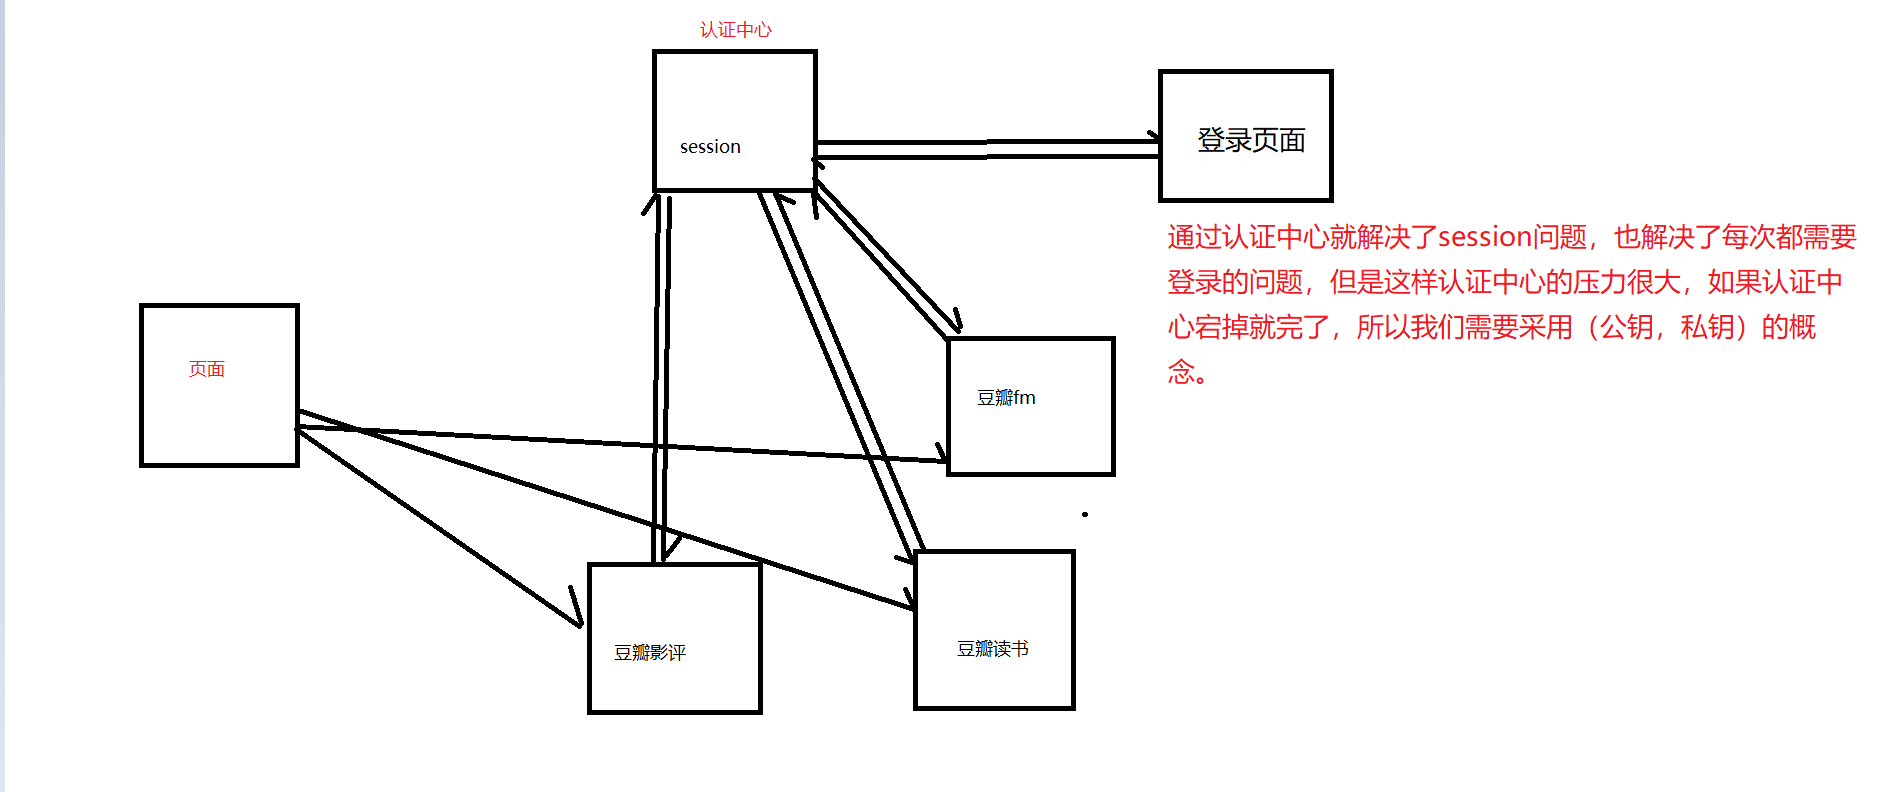 认证中心
session
登录页面
通过认证中心就解决了session问题，也解决了每次都需要
登录的问题，但是这样认证中心的压力很大，如果认证中
心宕掉就完了，所以我们需要采用（公钥，私钥）的概
念。
页面
豆瓣fm
豆瓣影评
豆瓣读书